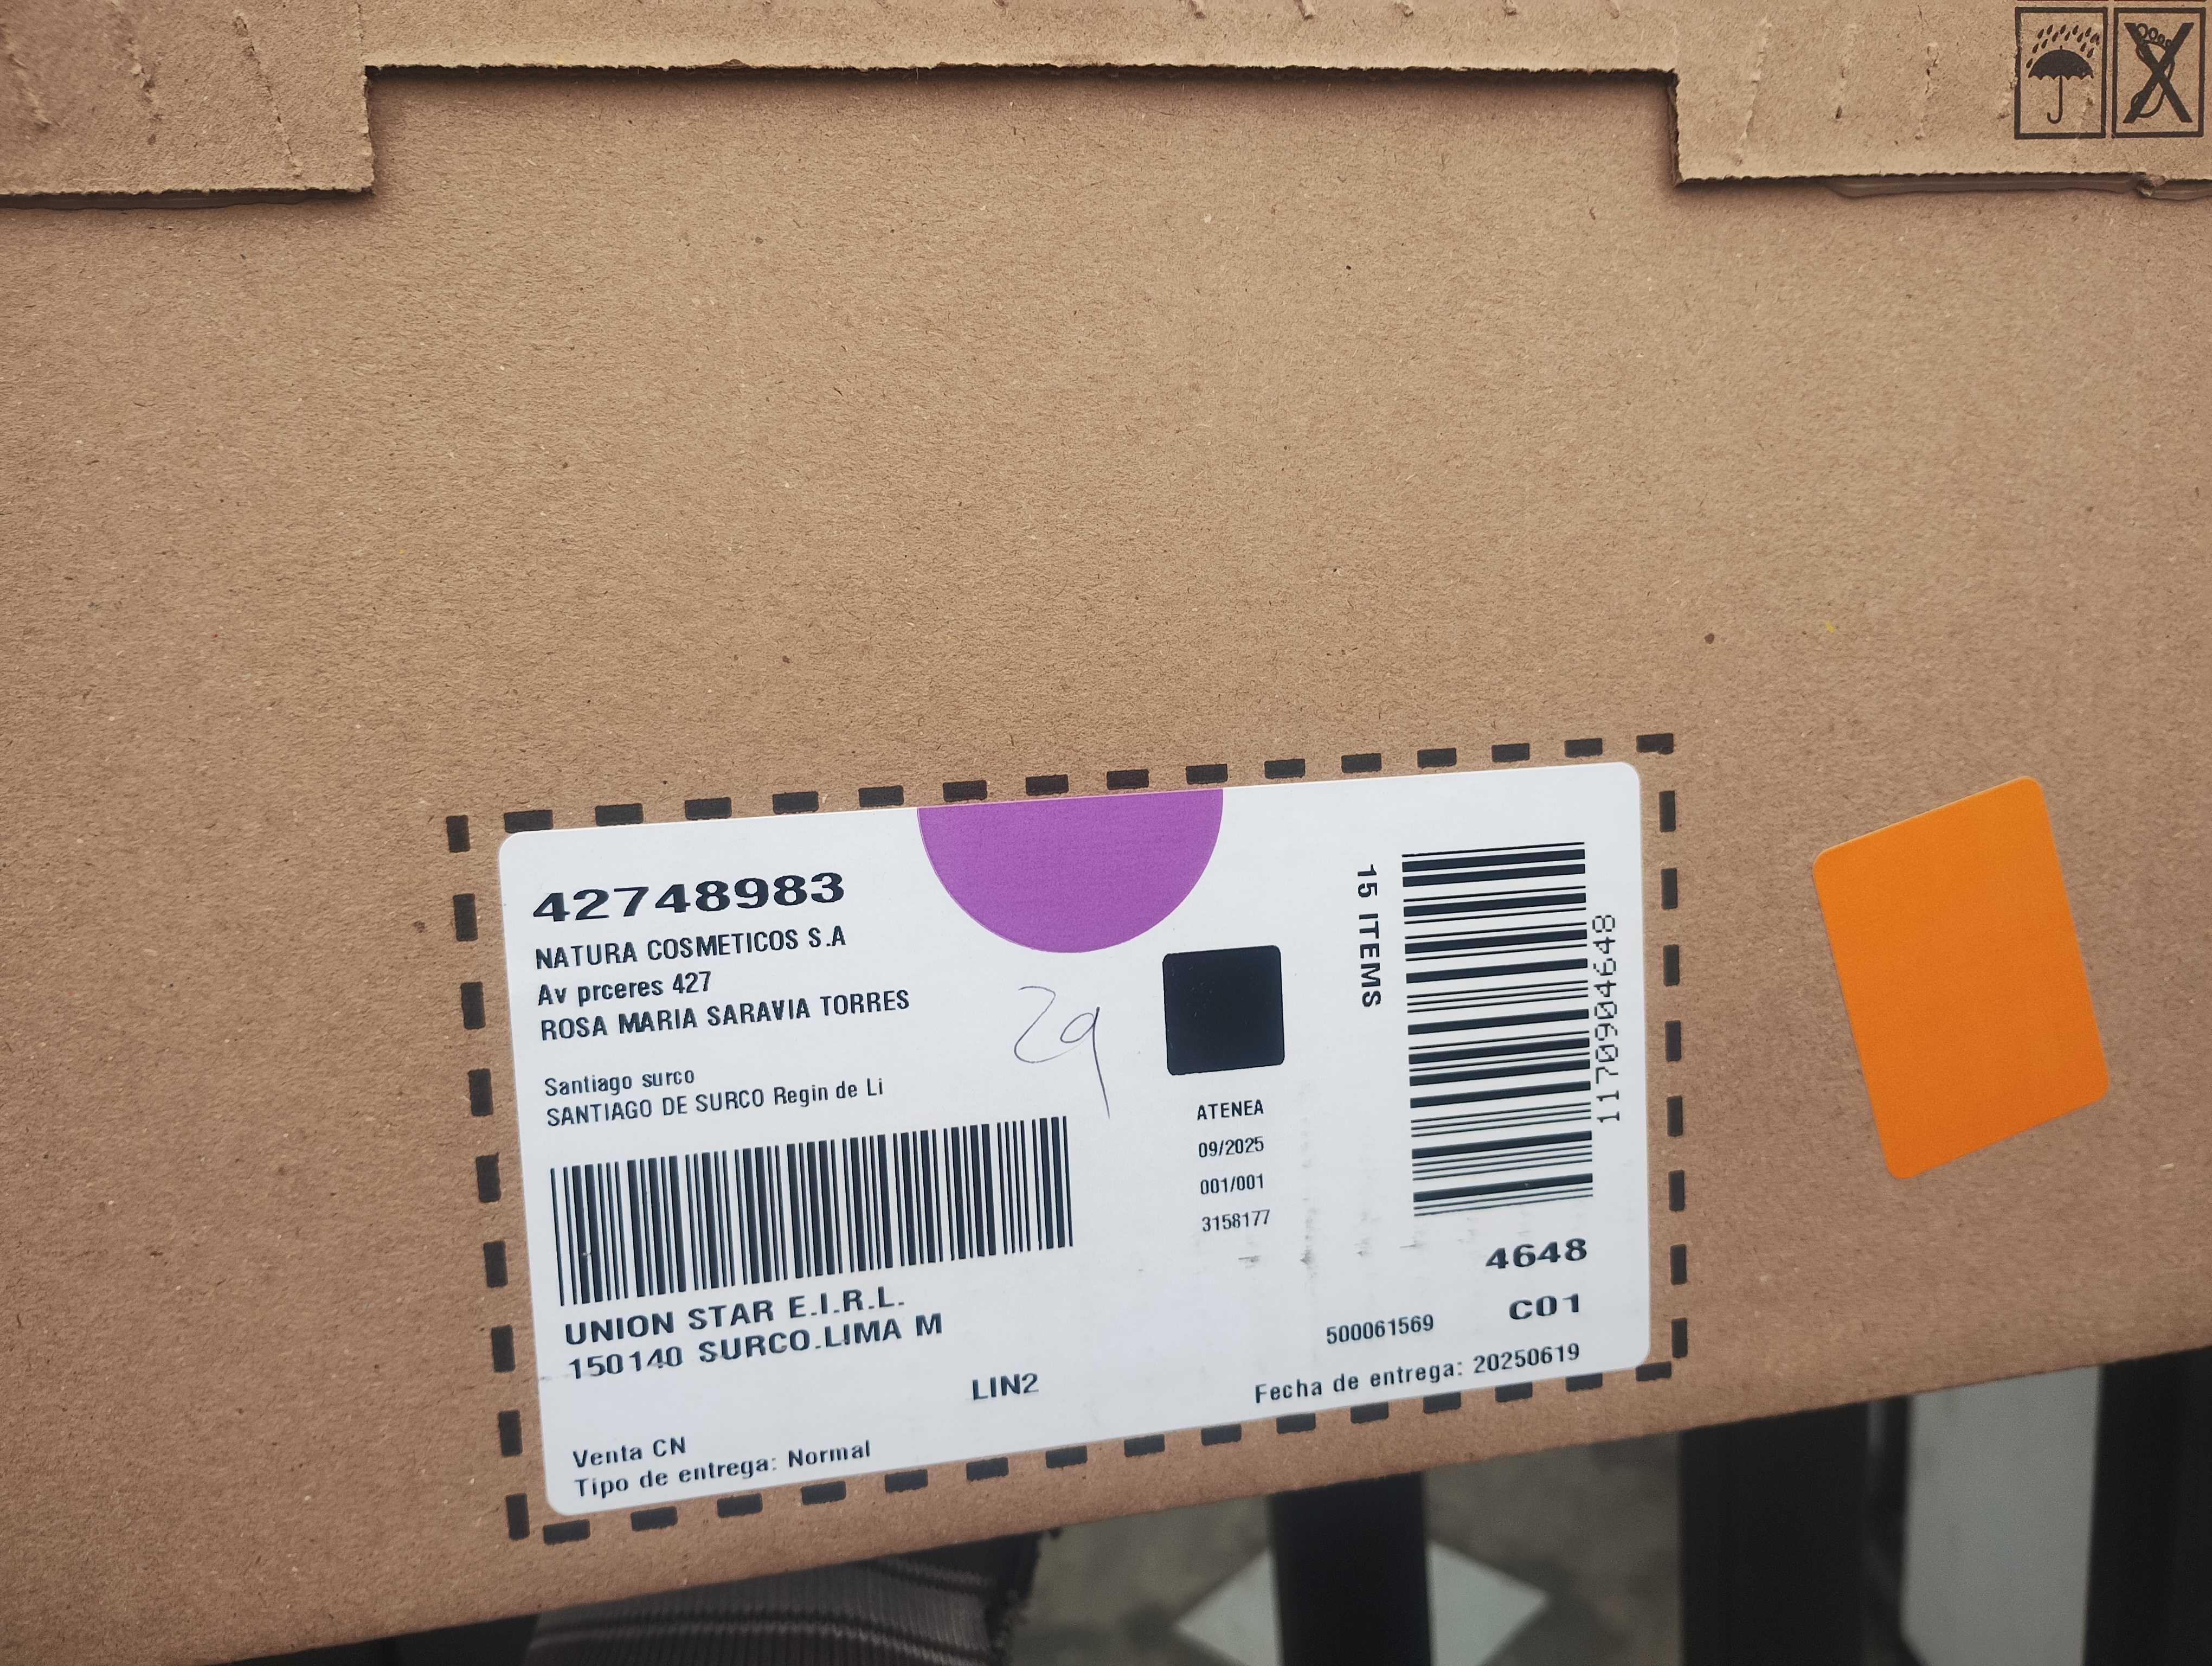 42748983
NATURA COSMETICOS S.A
Av prceres 427
ROSA MARIA SARAVIA TORRES
Santiago surco
SANTIAGO DE SURCO Regin de Li
29
UNION STAR E.I.R.L.
150140 SURCO.LIMA M
LIN2
Venta CN
Tipo de entrega: Normal
ATENEA
09/2025
001/001
3158177
15 ITEMS
11709904648
4648
C01
500061569
Fecha de entrega: 20250619